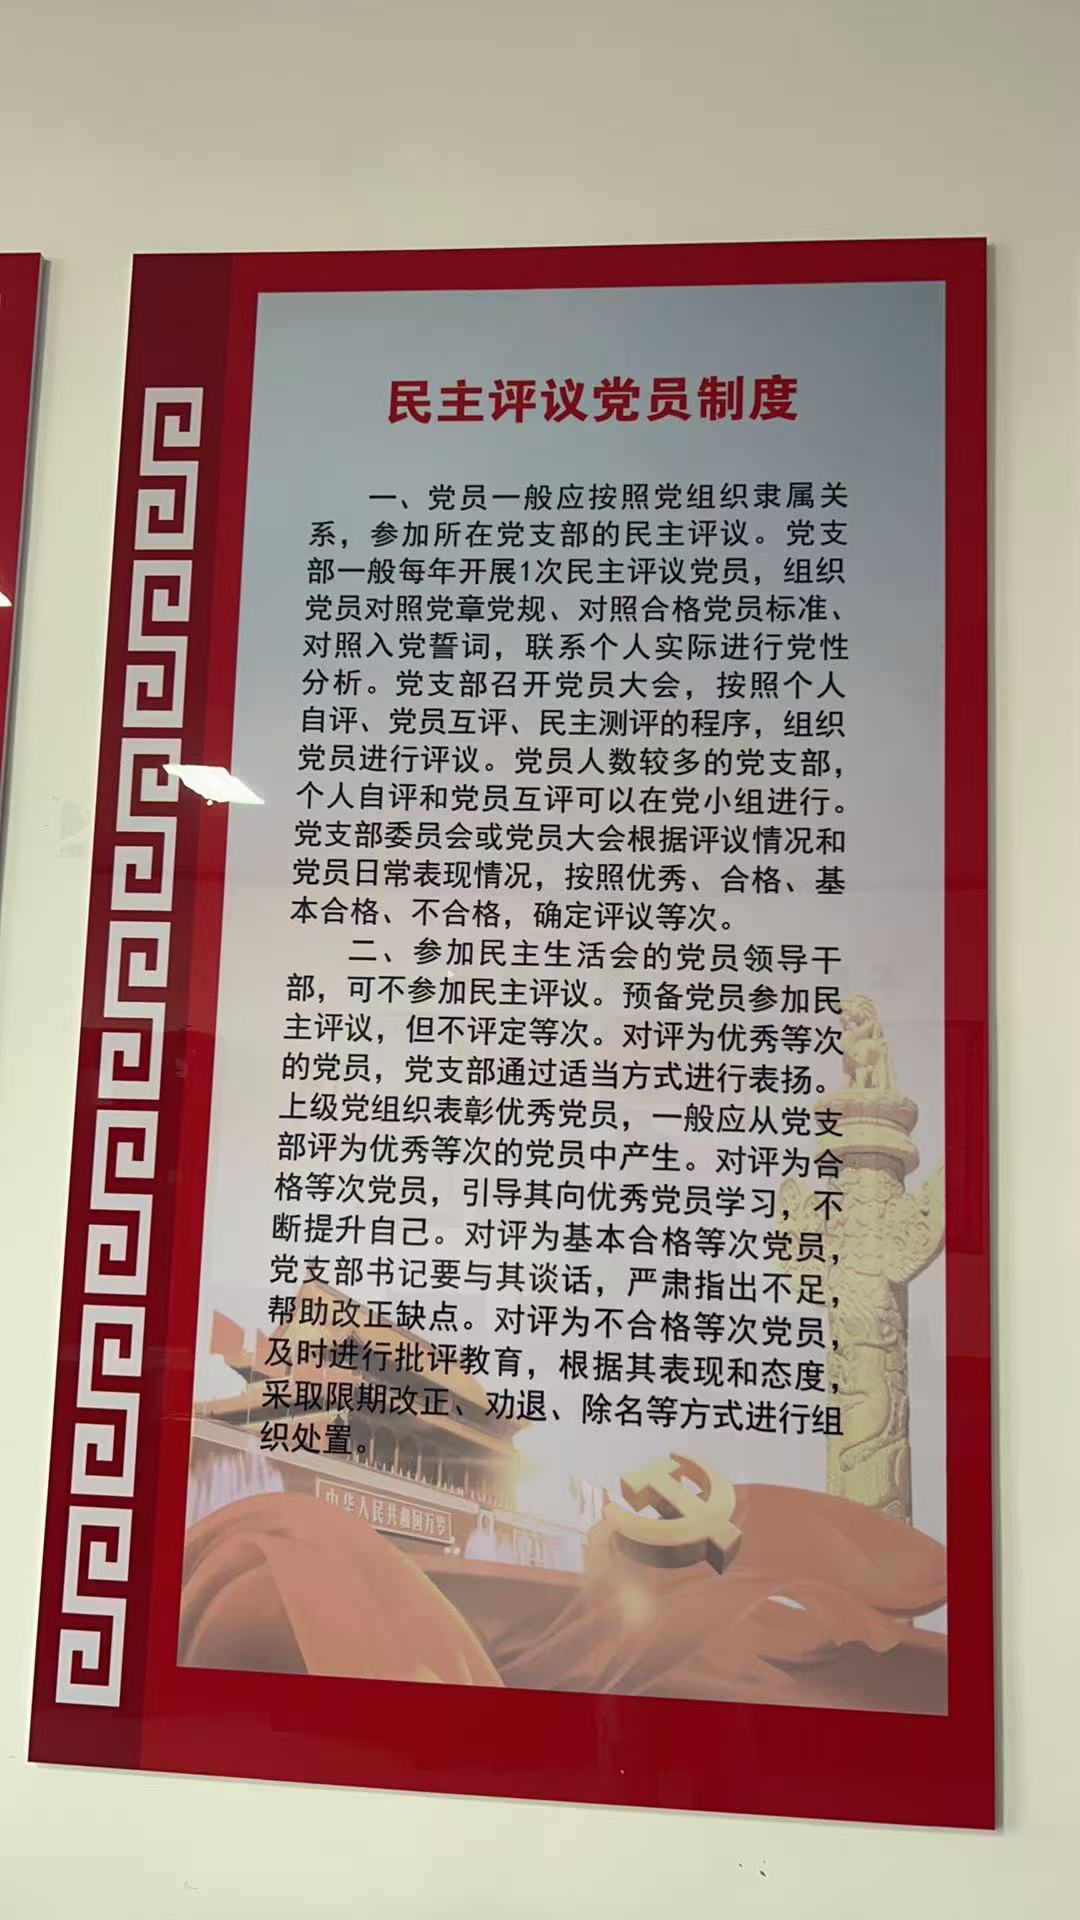 民主评议党员制度
一、党员一般应按照党组织隶属关
系，参加所在党支部的民主评议。党支
部一般每年开展1次民主评议党员，组织
党员对照党章党规、对照合格党员标准、
对照入党誓词，联系个人实际进行党性
分析。党支部召开党员大会，按照个人
自评、党员互评、民主测评的程序，组织
党员进行评议。党员人数较多的党支部，
个人自评和党员互评可以在党小组进行。
党支部委员会或党员大会根据评议情况和
党员日常表现情况，按照优秀、合格、基
本合格、不合格，确定评议等次。
二、参加民主生活会的党员领导干
部，可不参加民主评议。预备党员参加民
主评议，但不评定等次。对评为优秀等次
的党员，党支部通过适当方式进行表扬。
上级党组织表彰优秀党员，一般应从党支
部评为优秀等次的党员中产生。对评为合
格等次党员，引导其向优秀党员学习，不
断提升自己。对评为基本合格等次党员，
党支部书记要与其谈话，严肃指出不足，
帮助改正缺点。对评为不合格等次党员，
及时进行批评教育，根据其表现和态度，
采取限期改正、劝退、除名等方式进行组
织处置。
中华人民共和国万岁